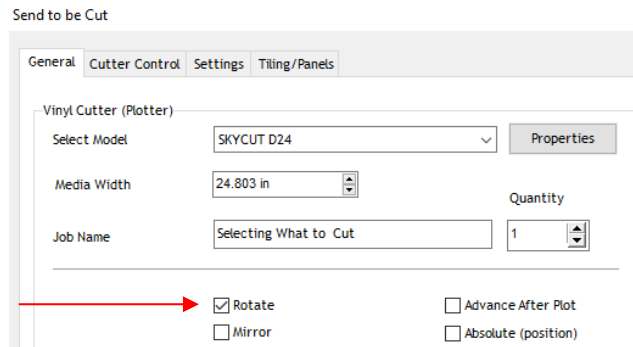 Send to be Cut
General Cutter Control Settings Tiling/Panels
Vinyl Cutter (Plotter)
Select Model SKYCUT D24 Properties
Media Width 24.803 in
Quantity
Job Name Selecting What to Cut 1
Rotate Advance After Plot
Mirror Absolute (position)